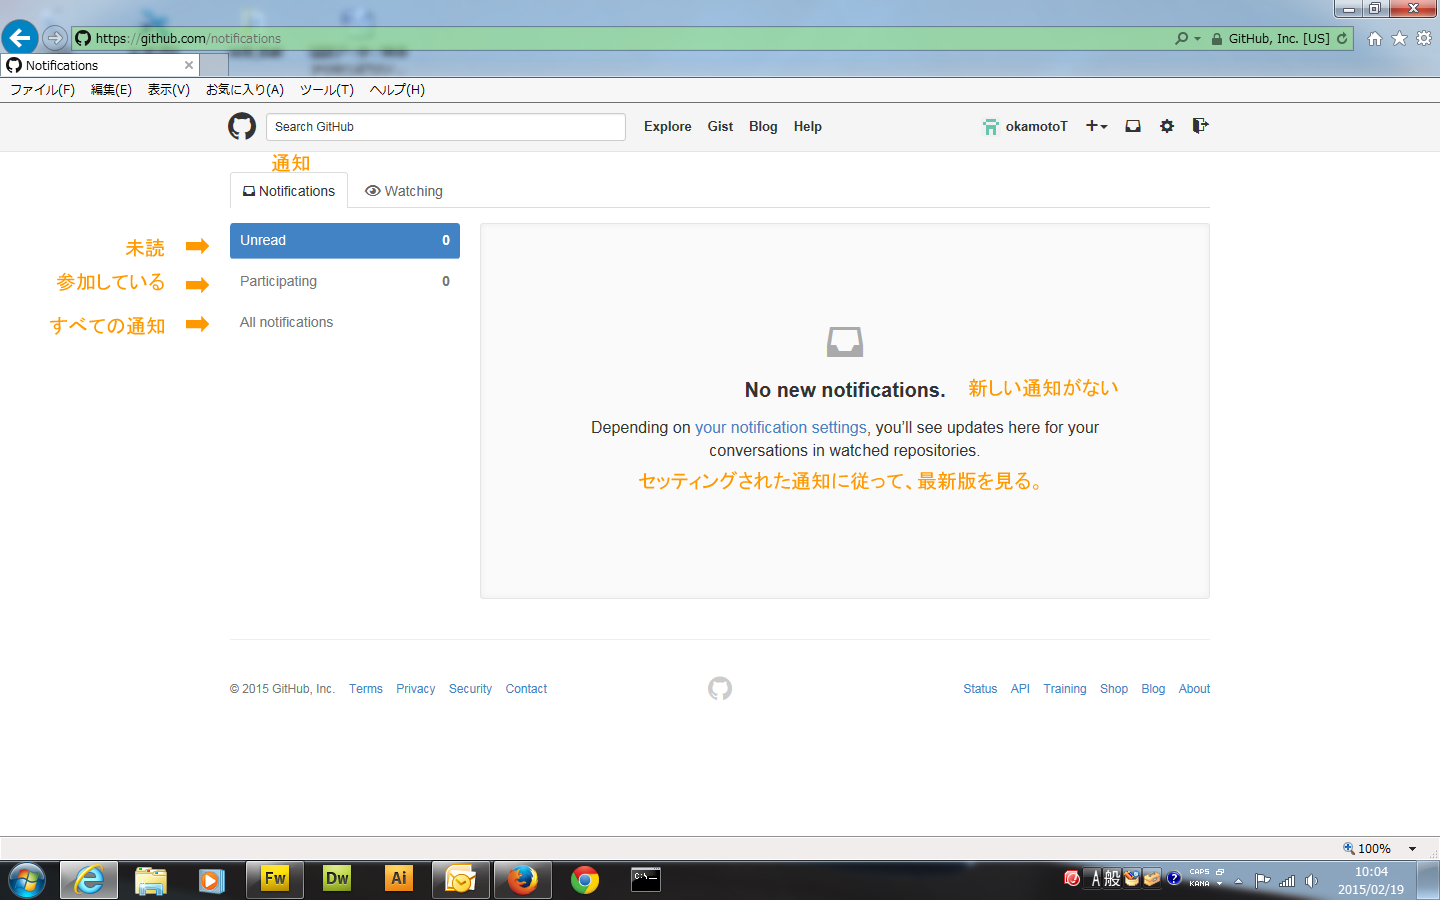 https://github.com/notifications
GitHub, Inc. [US]
Notifications
ファイル(F) 編集(E) 表示(V) お気に入り(A) ツール(T) ヘルプ(H)
Search GitHub
Explore Gist Blog Help
okamotoT
通知
Notifications Watching
未読
Unread 0
参加している
Participating 0
すべての通知
All notifications
No new notifications.
新しい通知がない
Depending on your notification settings, you'll see updates here for your
conversations in watched repositories.
セッティングされた通知に従って、最新版を見る。
© 2015 GitHub, Inc. Terms Privacy Security Contact
Status API Training Shop Blog About
100%
Fw Dw Ai
C:\_
A 般
CAPS
KANA
10:04
2015/02/19